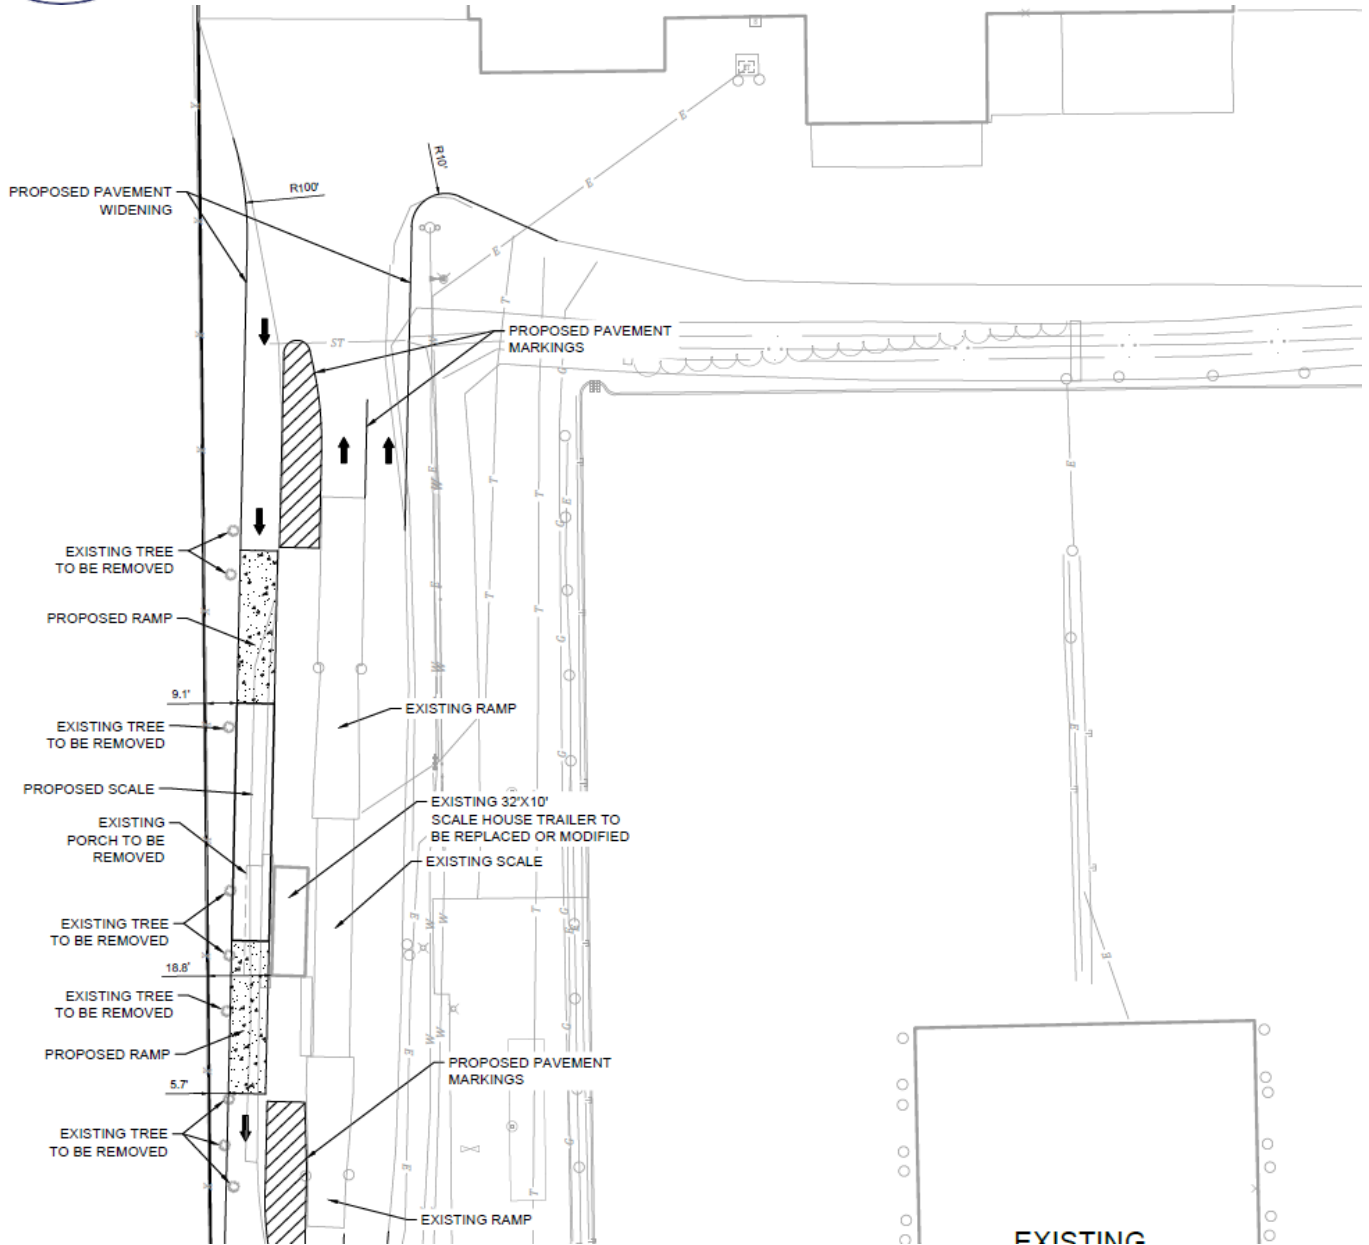 R10'
R100'
PROPOSED PAVEMENT
WIDENING
ST
PROPOSED PAVEMENT
MARKINGS
EXISTING TREE
TO BE REMOVED
PROPOSED RAMP
9.1'
EXISTING RAMP
EXISTING TREE
TO BE REMOVED
PROPOSED SCALE
EXISTING 32'X10'
SCALE HOUSE TRAILER TO
BE REPLACED OR MODIFIED
EXISTING
PORCH TO BE
REMOVED
EXISTING SCALE
EXISTING TREE
TO BE REMOVED
18.8'
EXISTING TREE
TO BE REMOVED
PROPOSED RAMP
PROPOSED PAVEMENT
MARKINGS
5.7'
EXISTING TREE
TO BE REMOVED
EXISTING RAMP
EXISTING